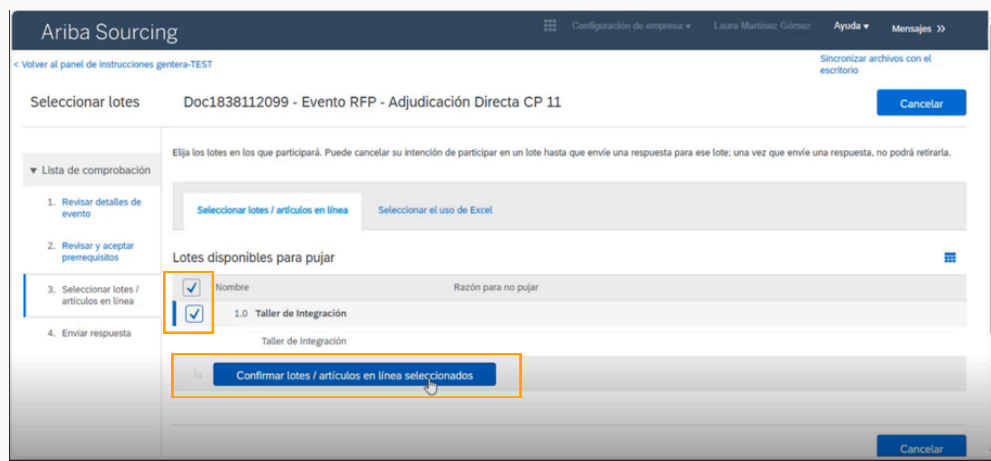 Ariba Sourcing
Configuración de empresa ▾
Laura Martínez Gómez
Ayuda ▾
Mensajes >>
< Volver al panel de instrucciones gentera-TEST
Sincronizar archivos con el
escritorio
Seleccionar lotes
Doc1838112099 - Evento RFP - Adjudicación Directa CP 11
Cancelar
Elija los lotes en los que participará. Puede cancelar su intención de participar en un lote hasta que envíe una respuesta para ese lote; una vez que envíe una respuesta, no podrá retirarla.
▼ Lista de comprobación
1. Revisar detalles de
evento
2. Revisar y aceptar
prerrequisitos
3. Seleccionar lotes /
artículos en línea
4. Enviar respuesta
Seleccionar lotes / artículos en línea
Seleccionar el uso de Excel
Lotes disponibles para pujar
Nombre
Razón para no pujar
1.0 Taller de Integración
Taller de Integración
Confirmar lotes / artículos en línea seleccionados
Cancelar